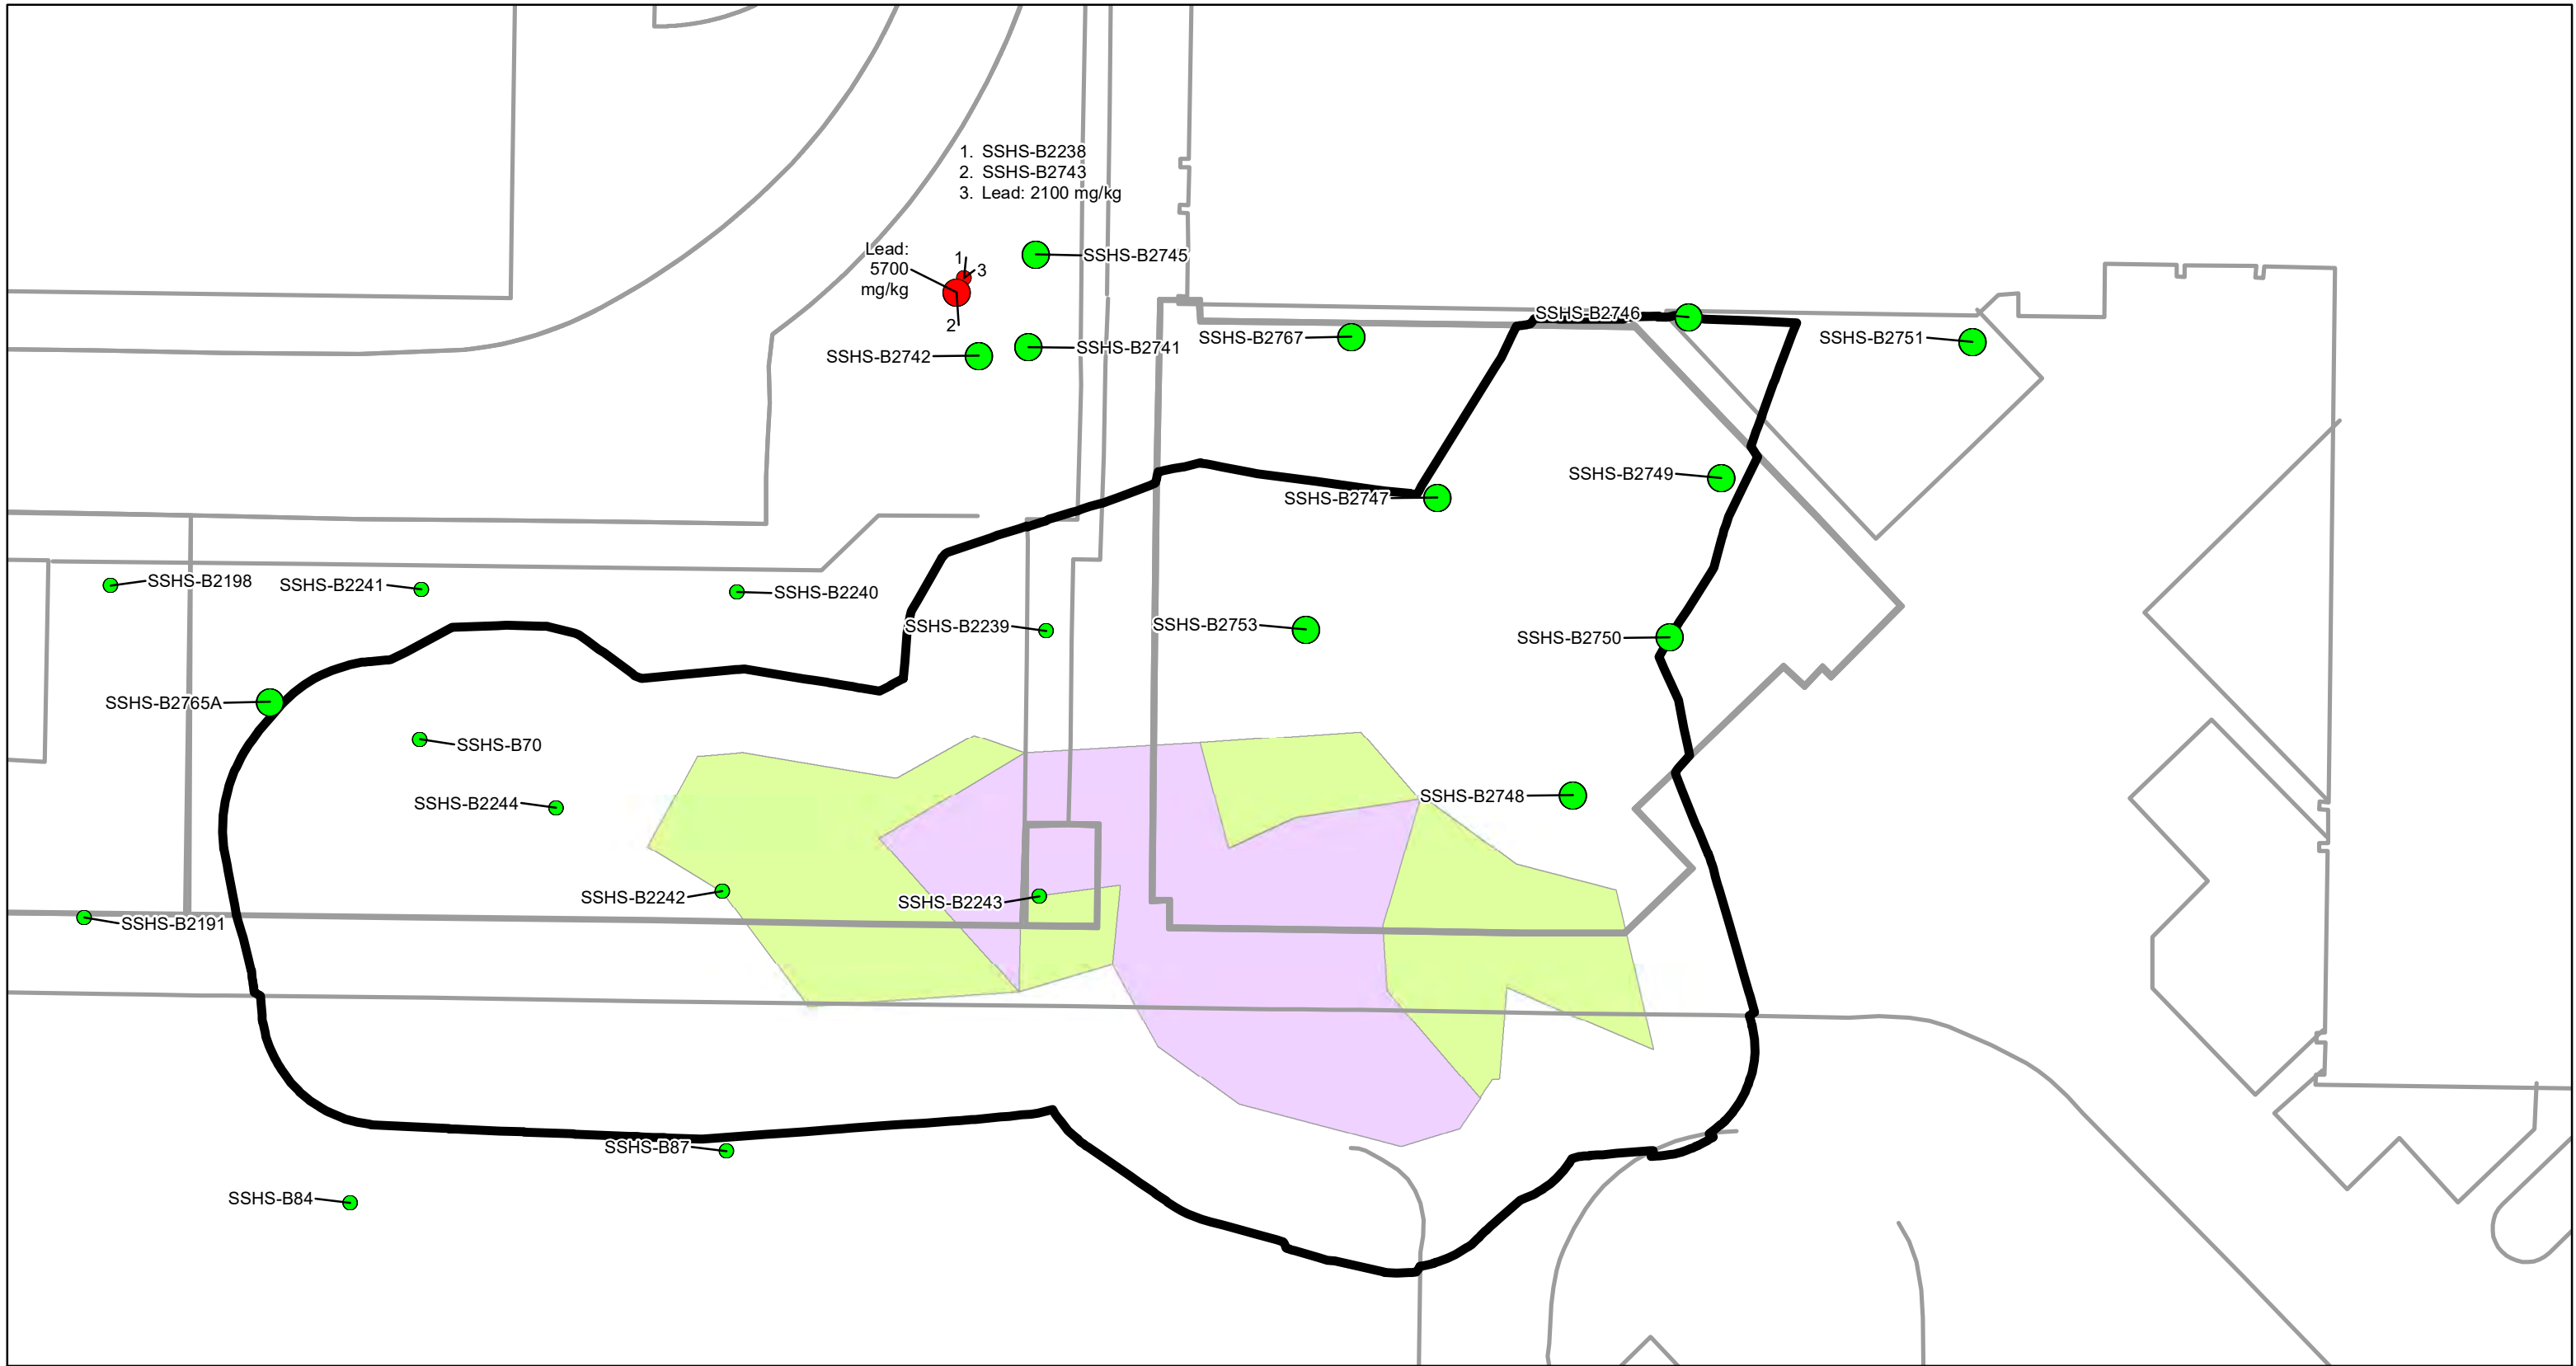 1. SSHS-B2238
2. SSHS-B2743
3. Lead: 2100 mg/kg
Lead:
5700
mg/kg
1
3
2
SSHS-B2745
SSHS-B2746
SSHS-B2767
SSHS-B2751
SSHS-B2741
SSHS-B2742
SSHS-B2749
SSHS-B2747
SSHS-B2198
SSHS-B2241
SSHS-B2240
SSHS-B2239
SSHS-B2753
SSHS-B2750
SSHS-B2765A
SSHS-B70
SSHS-B2244
SSHS-B2748
SSHS-B2242
SSHS-B2243
SSHS-B2191
SSHS-B87
SSHS-B84